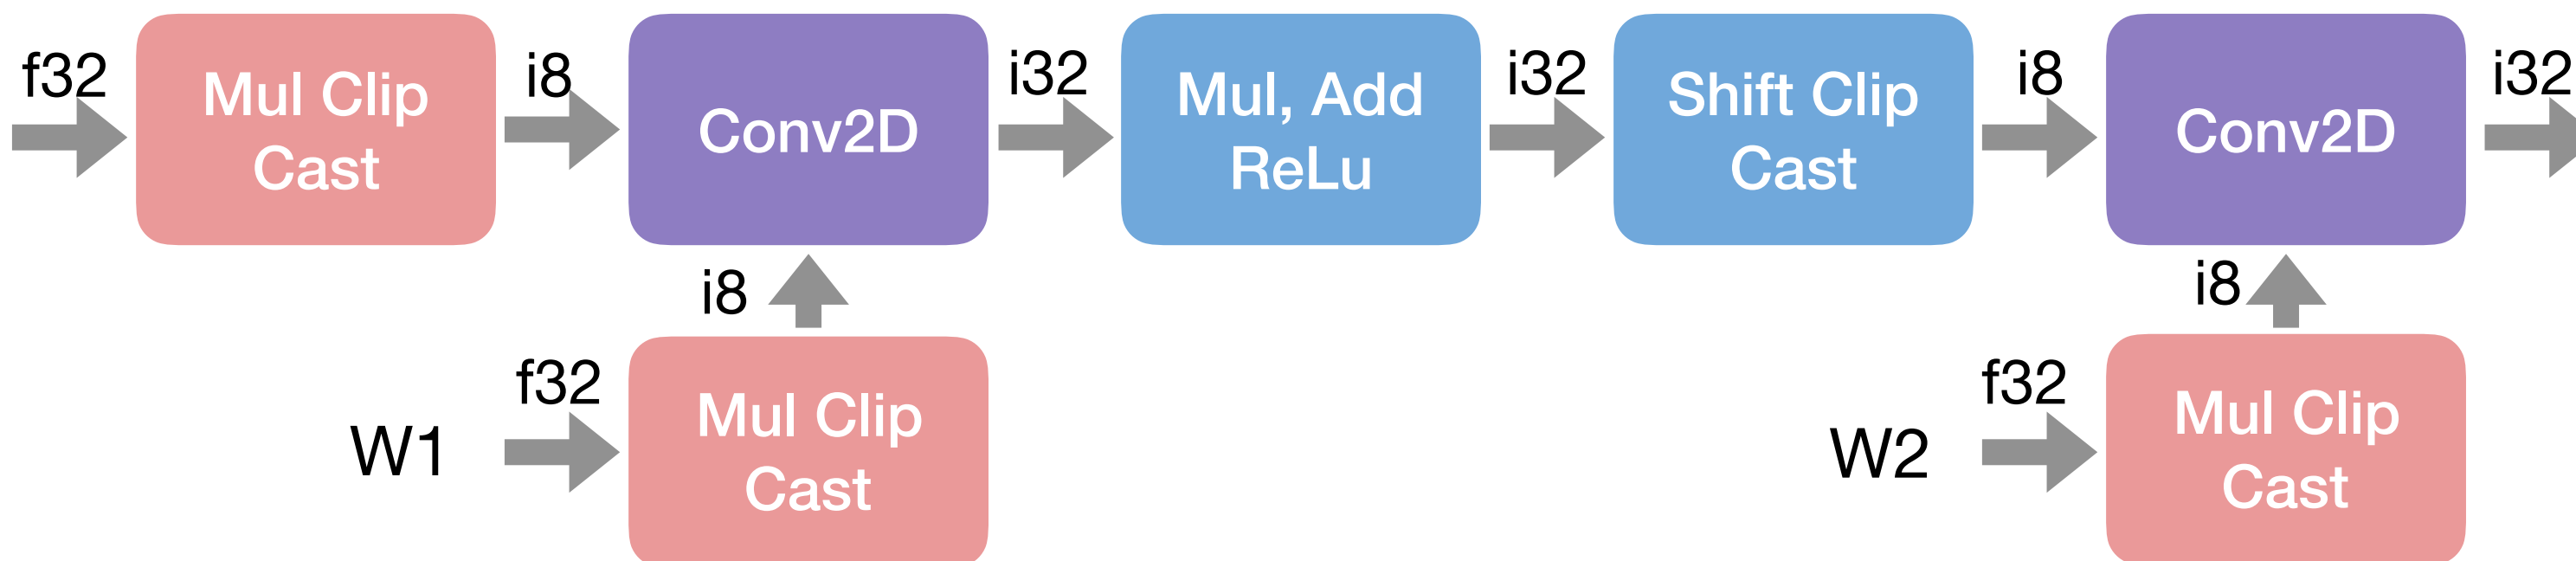 f32
Mul Clip
Cast
i8
Conv2D
i32
Mul, Add
ReLu
i32
Shift Clip
Cast
i8
Conv2D
i32
i8
i8
W1
f32
Mul Clip
Cast
W2
f32
Mul Clip
Cast